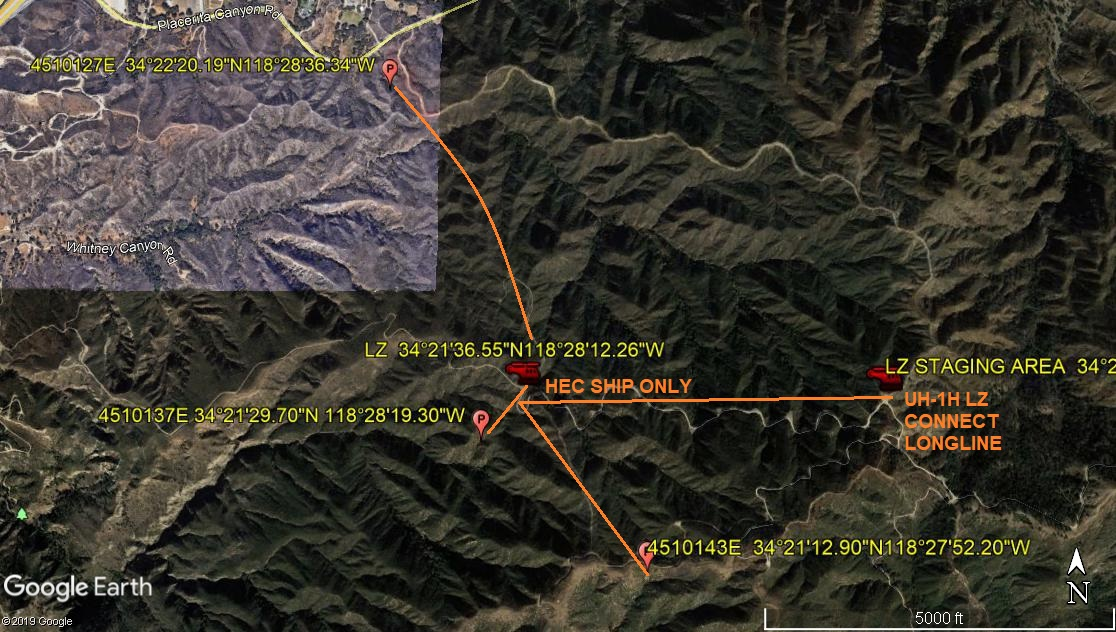 Placerita Canyon Rd
4510127E 34°22'20.19"N118°28'36.34"W
P
Whitney Canyon Rd
LZ 34°21'36.55"N118°28'12.26"W
LZ STAGING AREA 34°2
HEC SHIP ONLY
UH-1H LZ
CONNECT
LONGLINE
4510137E 34°21'29.70"N 118°28'19.30"W
P
4510143E 34°21'12.90"N118°27'52.20"W
Google Earth
N
©2019 Google
5000 ft